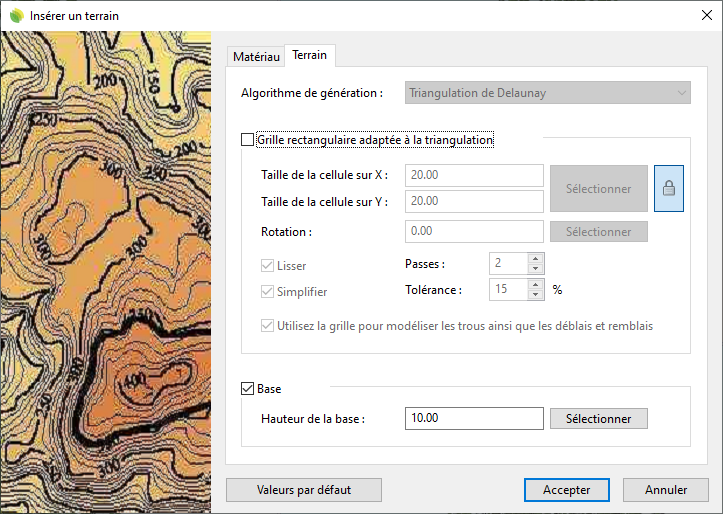 Insérer un terrain
Matériau
Terrain
Algorithme de génération :
Triangulation de Delaunay
Grille rectangulaire adaptée à la triangulation
Taille de la cellule sur X :
20.00
Sélectionner
Taille de la cellule sur Y :
20.00
Rotation :
0.00
Sélectionner
Lisser
Passes :
2
Simplifier
Tolérance :
15
%
Utilisez la grille pour modéliser les trous ainsi que les déblais et remblais
Base
Hauteur de la base :
10.00
Sélectionner
Valeurs par défaut
Accepter
Annuler
200
150
250
200
300
300
300
350
1400
250
300